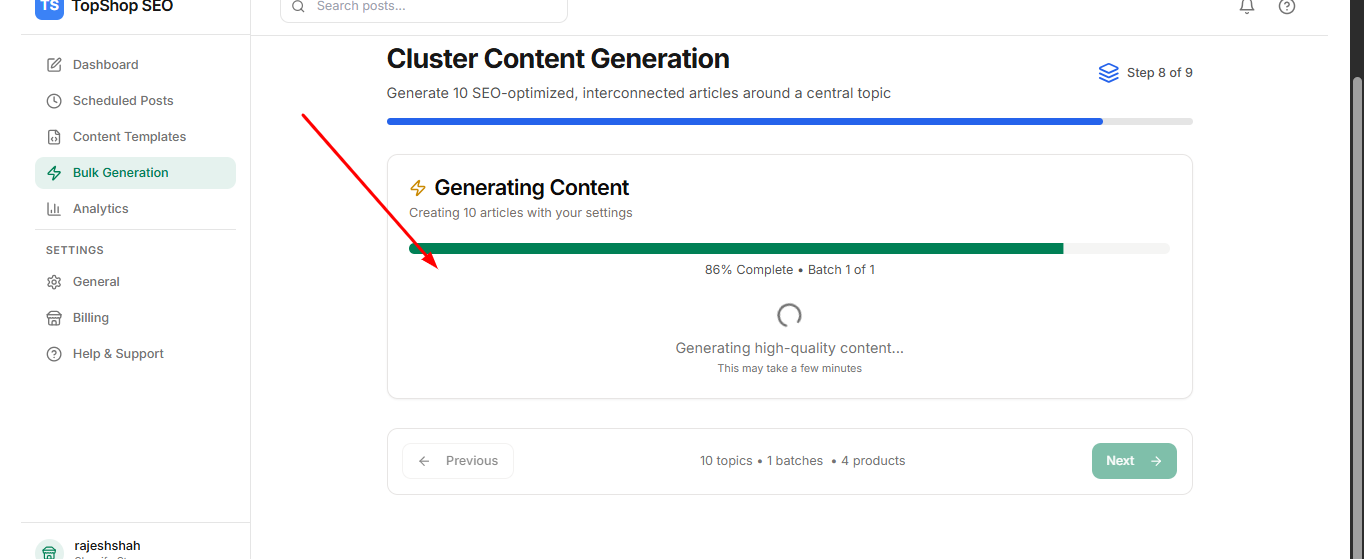 TS TopShop SEO
Search posts...
Dashboard
Scheduled Posts
Content Templates
Bulk Generation
Analytics
SETTINGS
General
Billing
Help & Support
rajeshshah
Cluster Content Generation
Generate 10 SEO-optimized, interconnected articles around a central topic
Step 8 of 9
Generating Content
Creating 10 articles with your settings
86% Complete • Batch 1 of 1
Generating high-quality content...
This may take a few minutes
Previous
10 topics • 1 batches • 4 products
Next